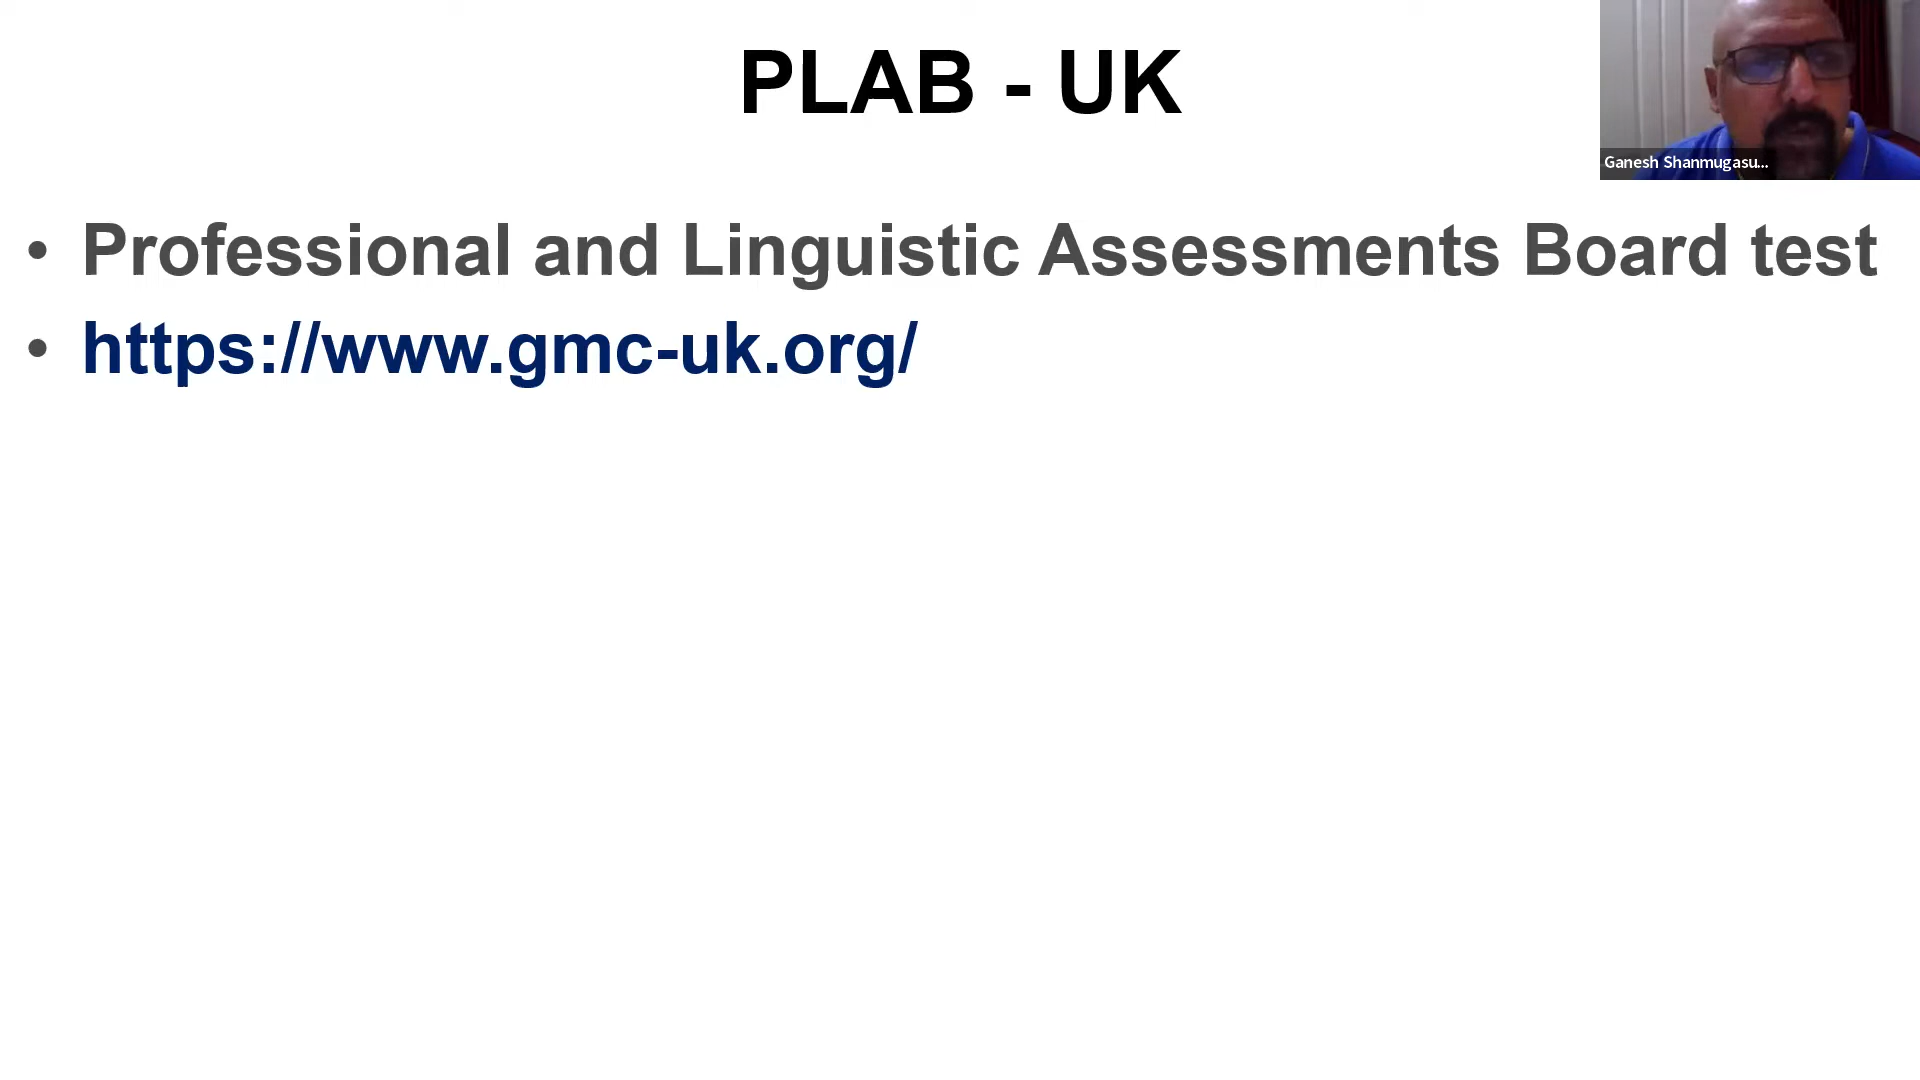 PLAB - UK
Ganesh Shanmugasu...
• Professional and Linguistic Assessments Board test
• https://www.gmc-uk.org/